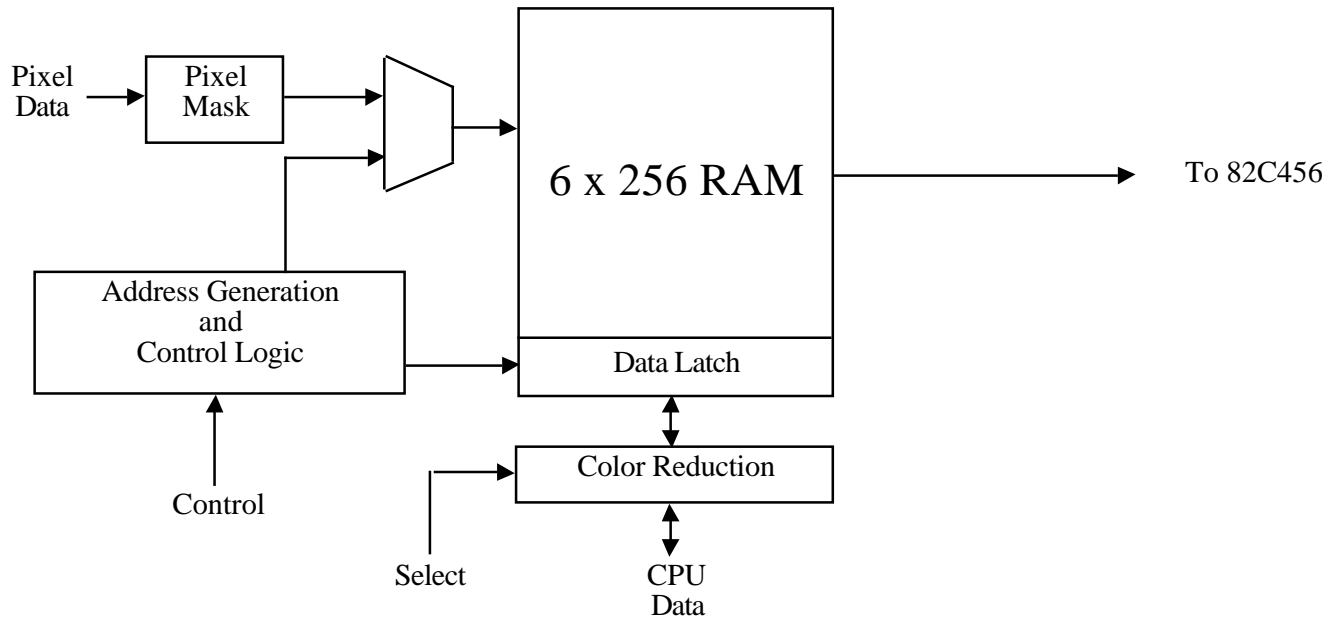 Pixel
Data
Pixel
Mask
6 x 256 RAM
To 82C456
Address Generation
and
Control Logic
Data Latch
Color Reduction
Control
Select
CPU
Data